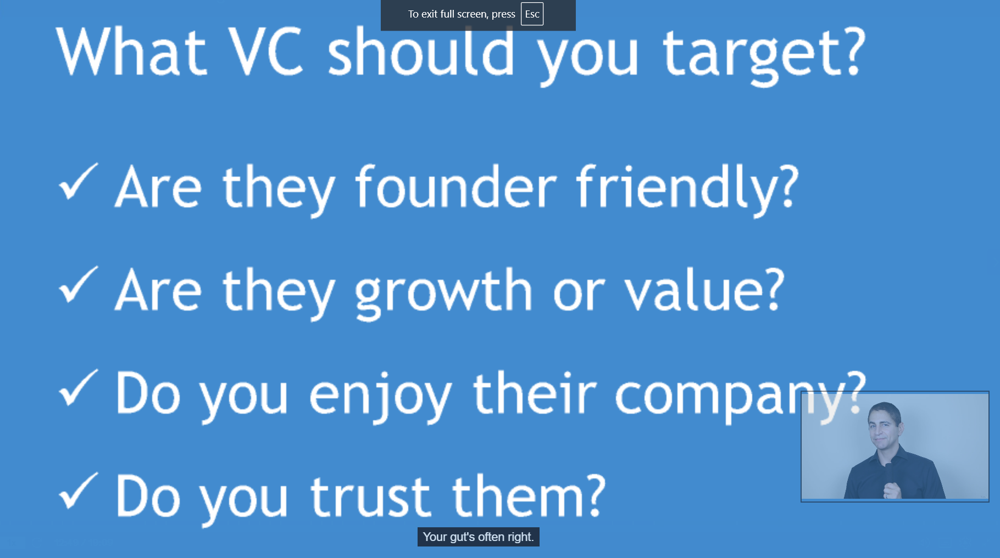 To exit full screen, press Esc
What VC should you target?
✓ Are they founder friendly?
✓ Are they growth or value?
✓ Do you enjoy their company?
✓ Do you trust them?
Your gut's often right.